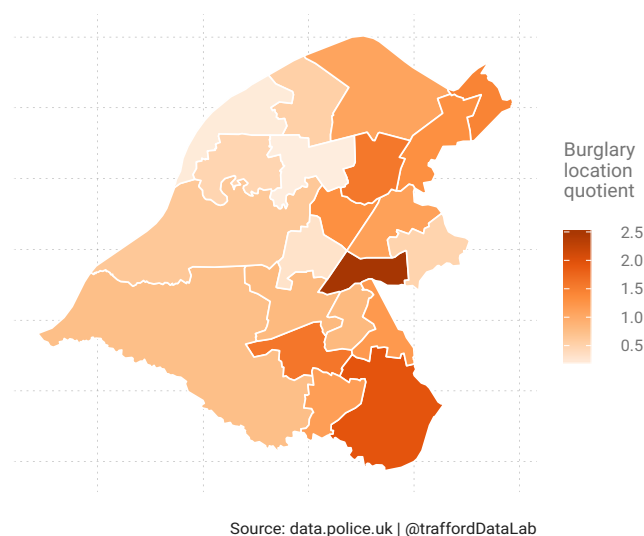 Burglary
location
quotient
2.5
2.0
1.5
1.0
0.5
Source: data.police.uk | @traffordDataLab